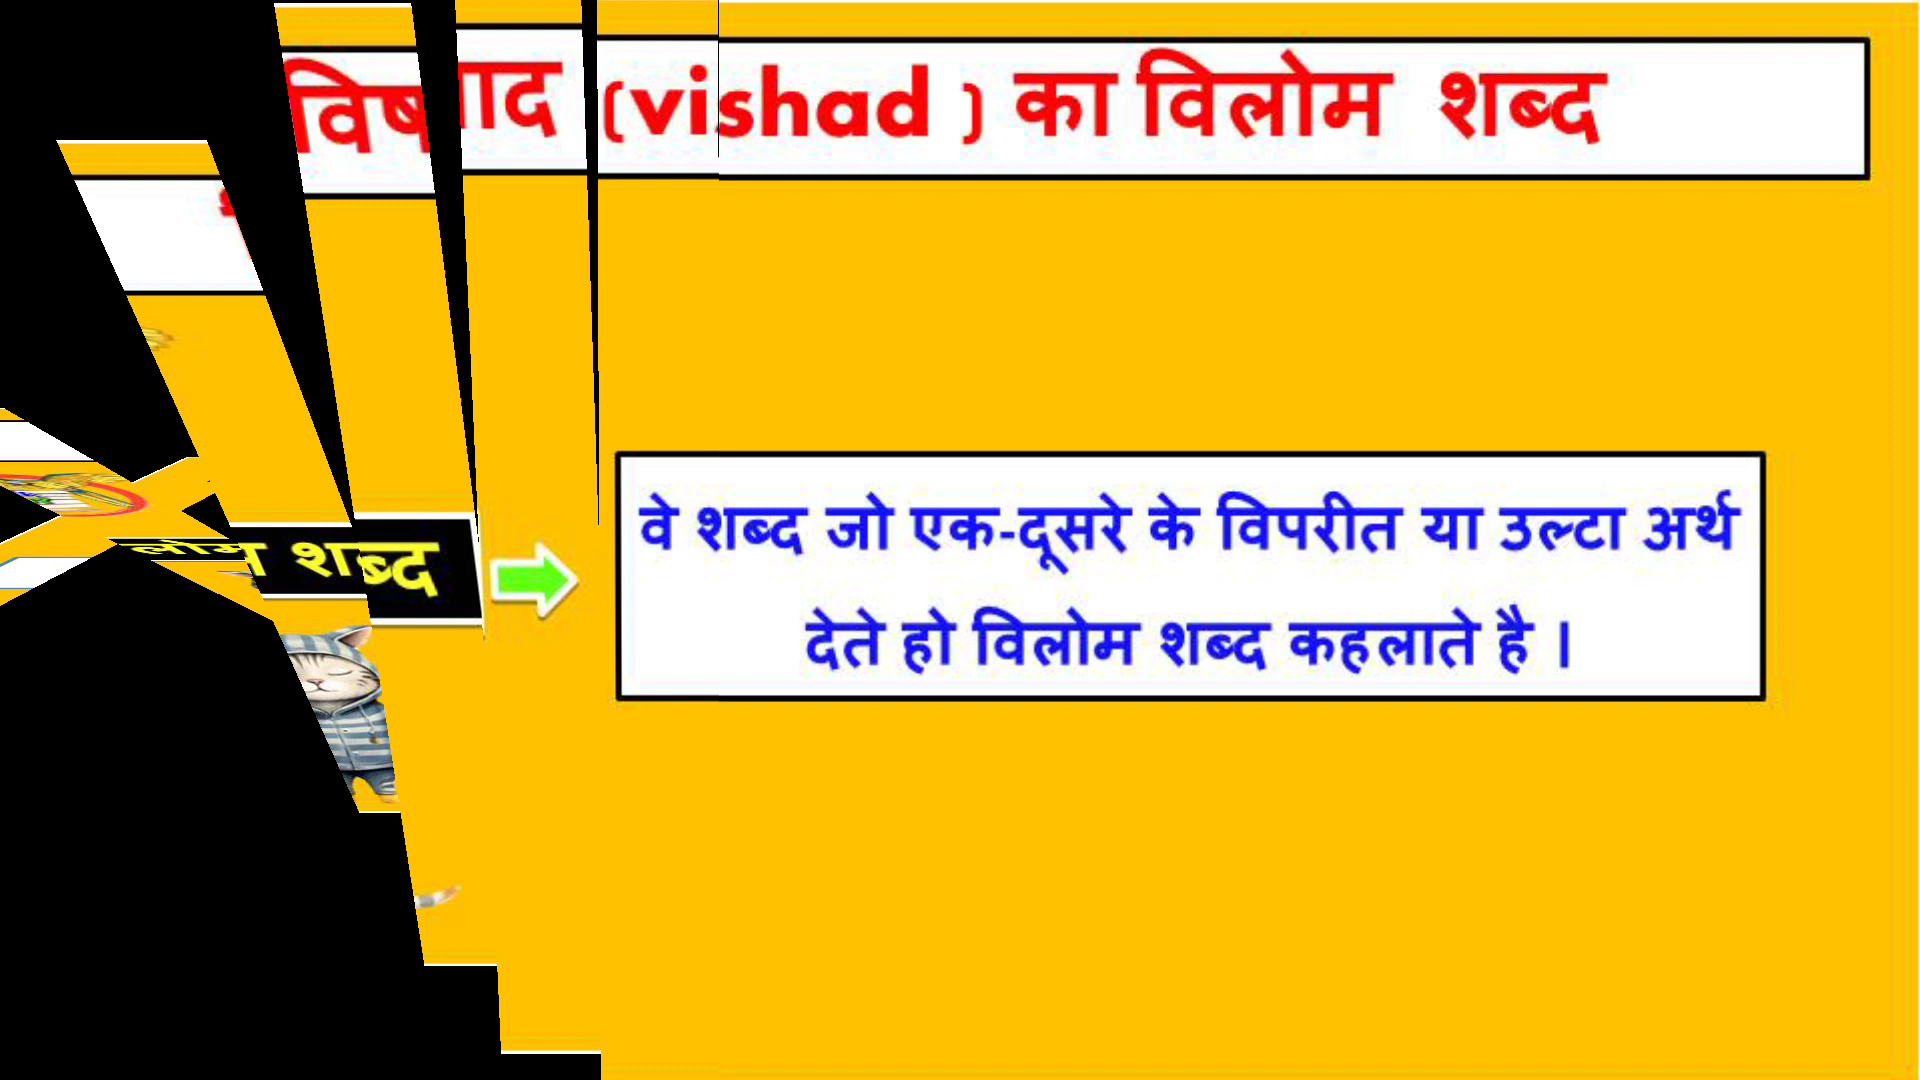 विषाद (vishad ) का विलोम शब्द
लोम शब्द
वे शब्द जो एक-दूसरे के विपरीत या उल्टा अर्थ
देते हो विलोम शब्द कहलाते है ।